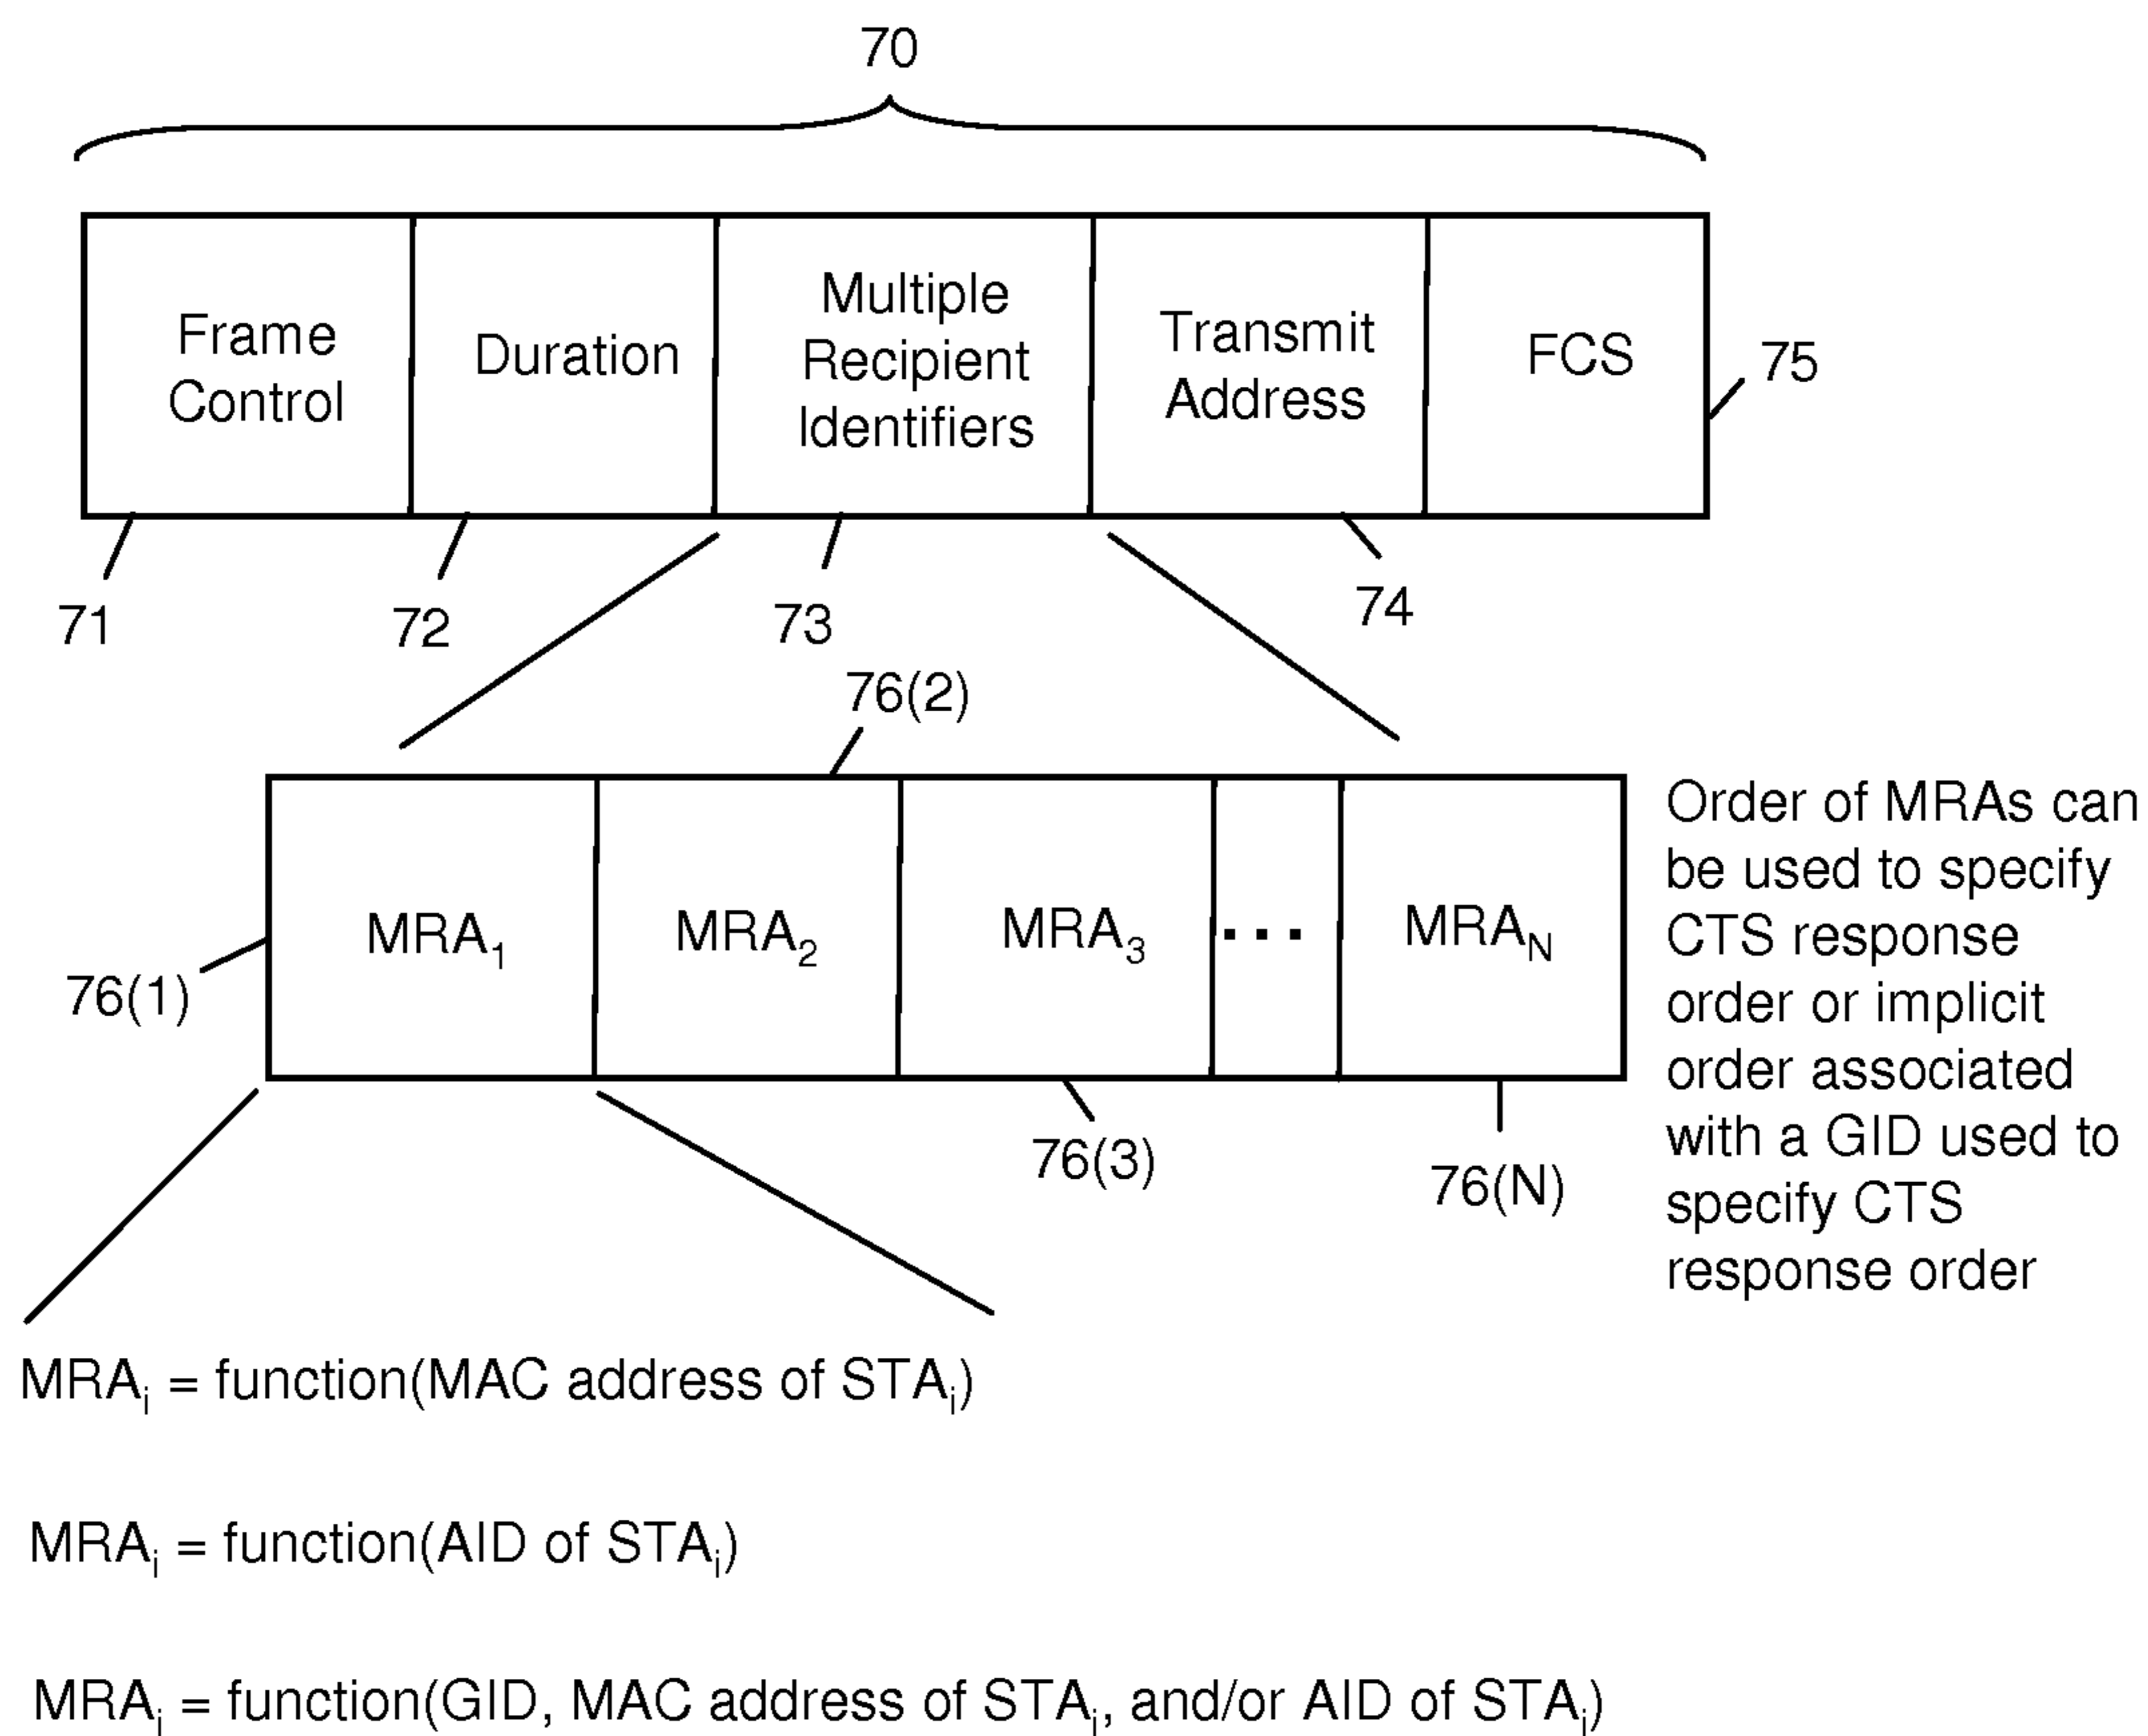 70
Frame
Control
Duration
Multiple
Recipient
Identifiers
Transmit
Address
FCS
75
71
72
73
74
76(2)
MRA₁
MRA₂
MRA₃
...
MRA_N
76(1)
76(3)
76(N)
Order of MRAs can
be used to specify
CTS response
order or implicit
order associated
with a GID used to
specify CTS
response order
MRAᵢ = function(MAC address of STAᵢ)
MRAᵢ = function(AID of STAᵢ)
MRAᵢ = function(GID, MAC address of STAᵢ, and/or AID of STAᵢ)